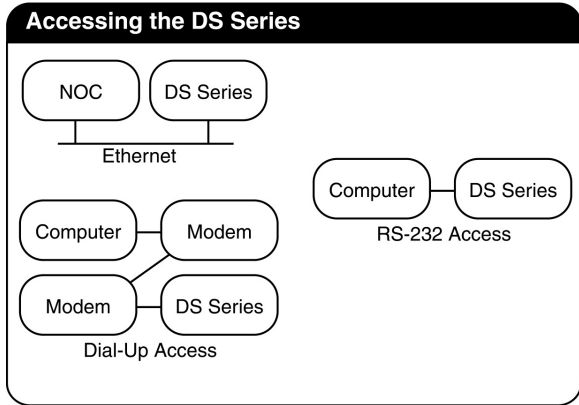 Accessing the DS Series
NOC DS Series
Ethernet
Computer Modem
Modem DS Series
Dial-Up Access
Computer DS Series
RS-232 Access